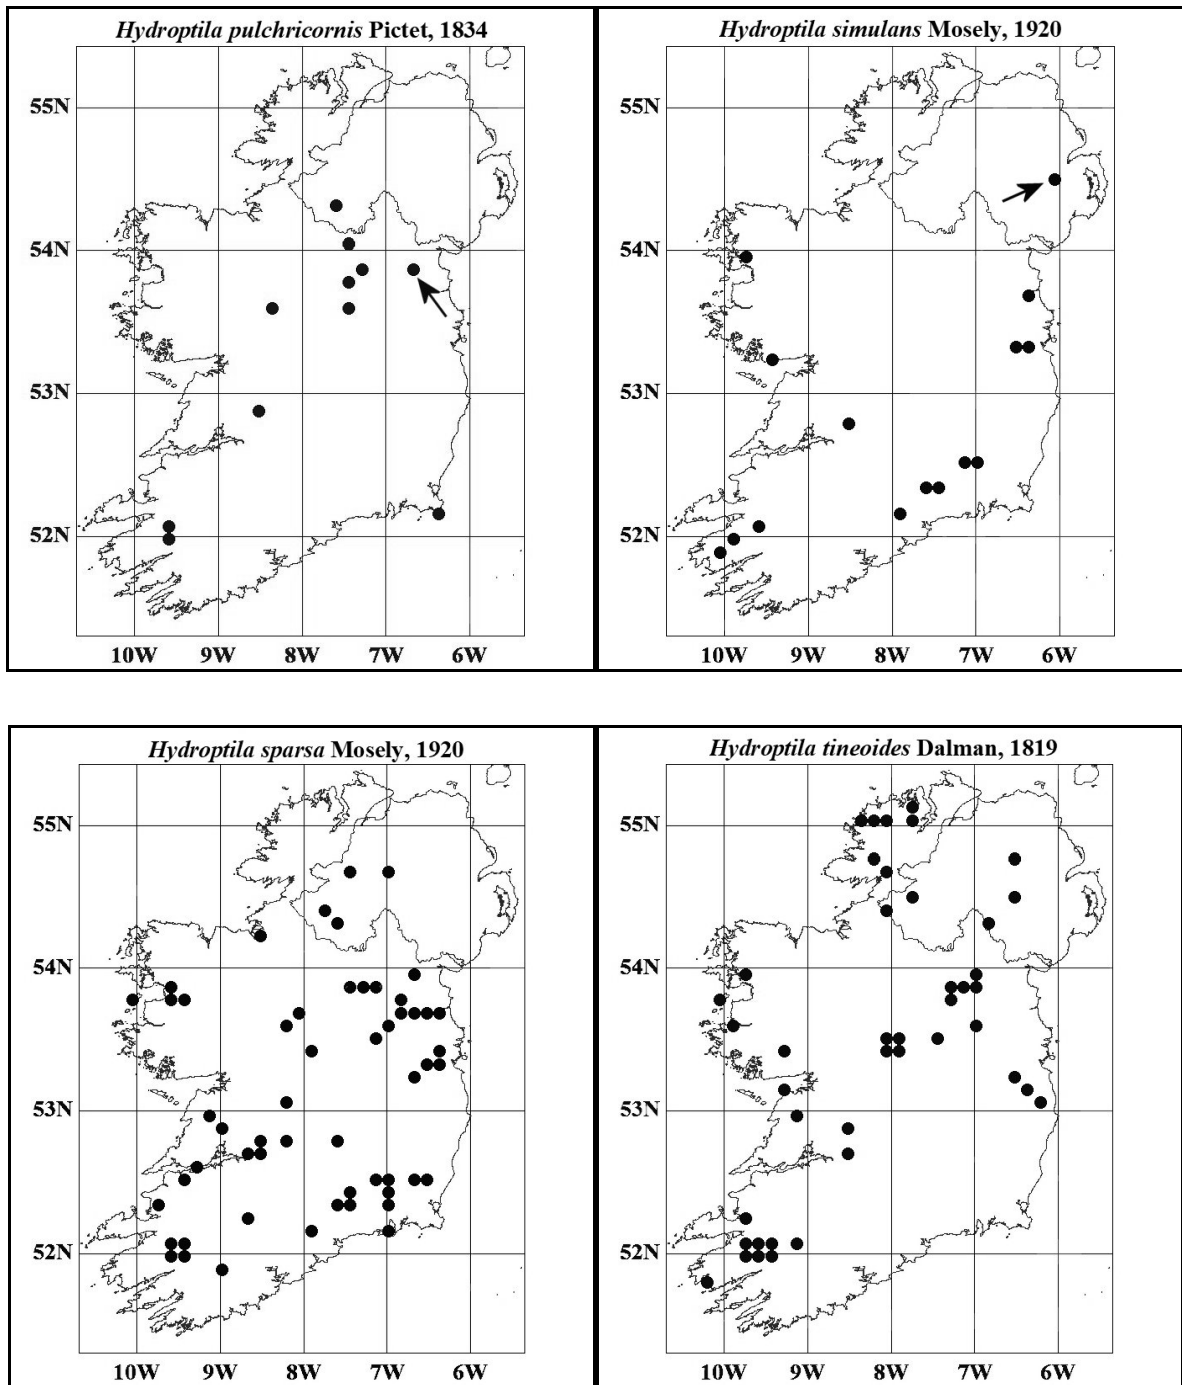 Hydroptila pulchricornis Pictet, 1834
55N
54N
53N
52N
10W 9W 8W 7W 6W
Hydroptila simulans Mosely, 1920
55N
54N
53N
52N
10W 9W 8W 7W 6W
Hydroptila sparsa Mosely, 1920
55N
54N
53N
52N
10W 9W 8W 7W 6W
Hydroptila tineoides Dalman, 1819
55N
54N
53N
52N
10W 9W 8W 7W 6W